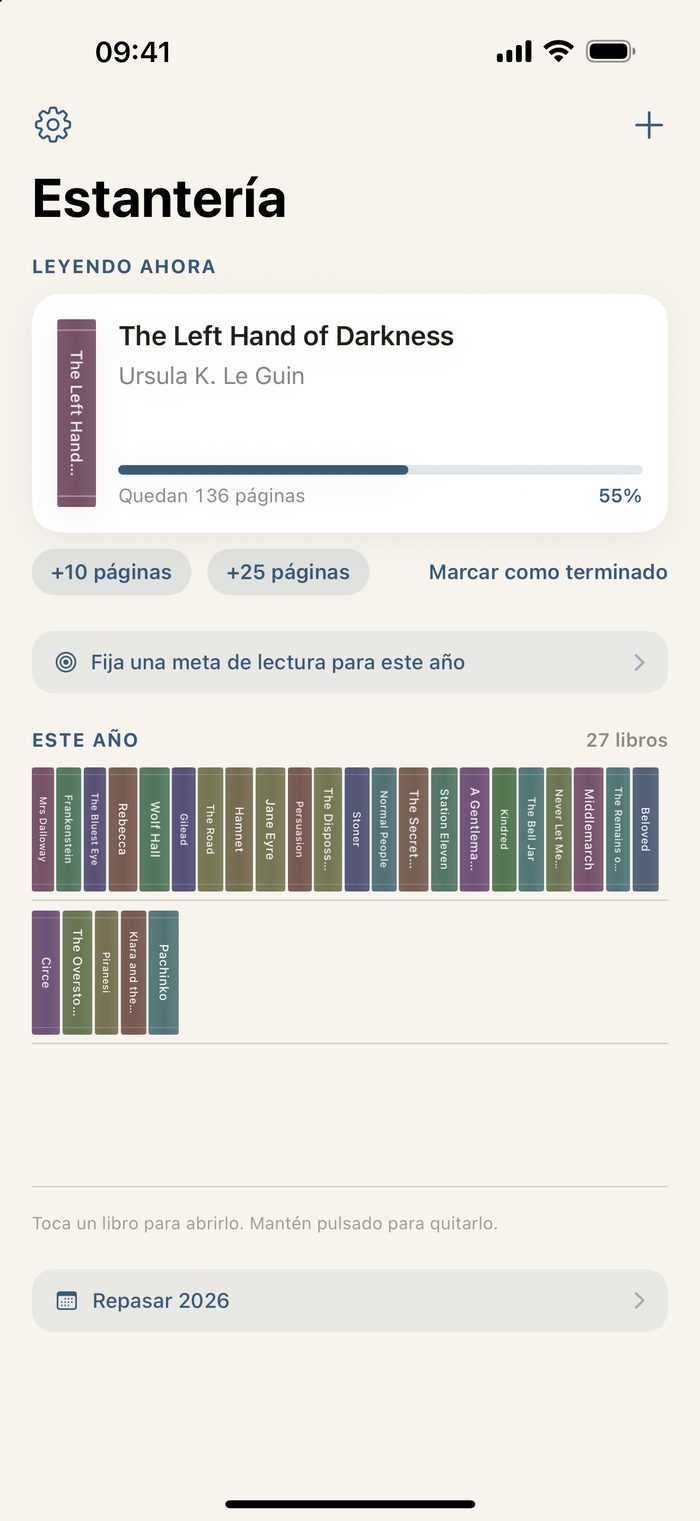 09:41
Estantería
LEYENDO AHORA
The Left Hand...
The Left Hand of Darkness
Ursula K. Le Guin
Quedan 136 páginas
55%
+10 páginas
+25 páginas
Marcar como terminado
Fija una meta de lectura para este año
ESTE AÑO
27 libros
Mrs Dalloway
Frankenstein
The Bluest Eye
Rebecca
Wolf Hall
Gilead
The Road
Hamnet
Jane Eyre
Persuasion
The Disposs...
Stoner
Normal People
The Secret...
Station Eleven
A Gentlema...
Kindred
The Bell Jar
Never Let Me...
Middlemarch
The Remains o...
Beloved
Circe
The Oversto...
Piranesi
Klara and the...
Pachinko
Toca un libro para abrirlo. Mantén pulsado para quitarlo.
Repasar 2026